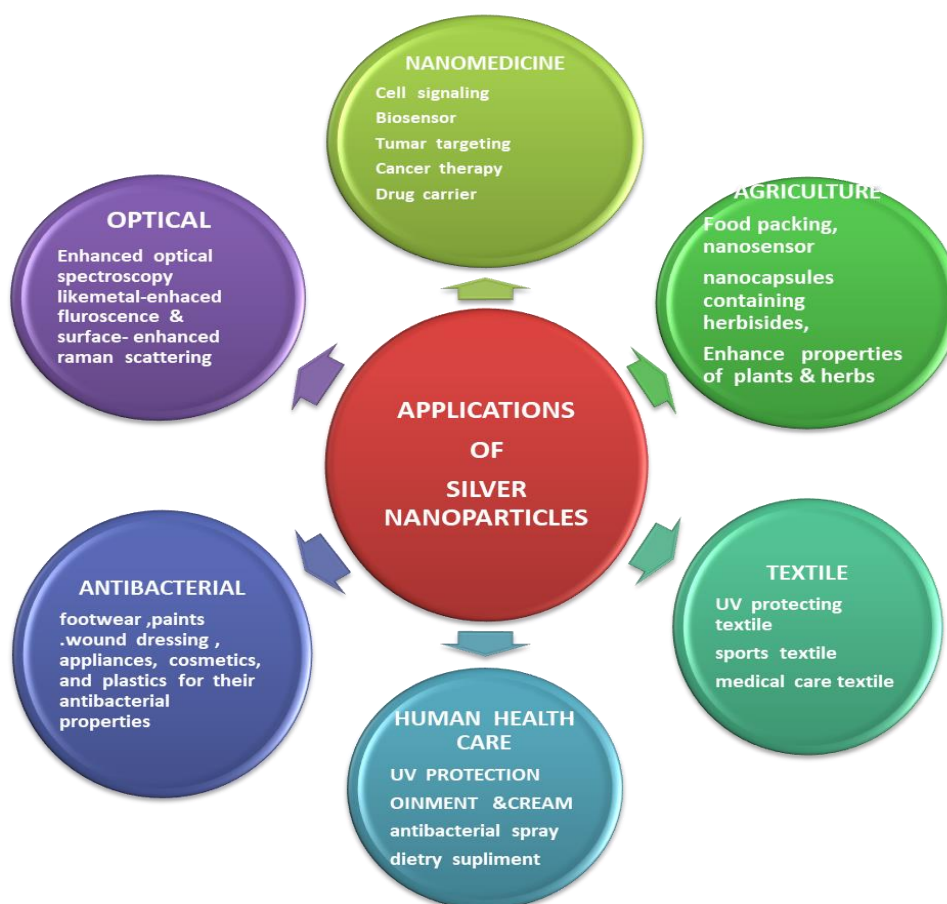 NANOMEDICINE
Cell signaling
Biosensor
Tumar targeting
Cancer therapy
Drug carrier
AGRICULTURE
Food packing,
nanosensor
nanocapsules
containing
herbisides,
Enhance properties
of plants & herbs
TEXTILE
UV protecting
textile
sports textile
medical care textile
HUMAN HEALTH
CARE
UV PROTECTION
OINMENT &CREAM
antibacterial spray
dietry supliment
ANTIBACTERIAL
footwear ,paints
.wound dressing ,
appliances, cosmetics,
and plastics for their
antibacterial
properties
OPTICAL
Enhanced optical
spectroscopy
likemetal-enhaced
fluroscence &
surface- enhanced
raman scattering
APPLICATIONS
OF
SILVER
NANOPARTICLES